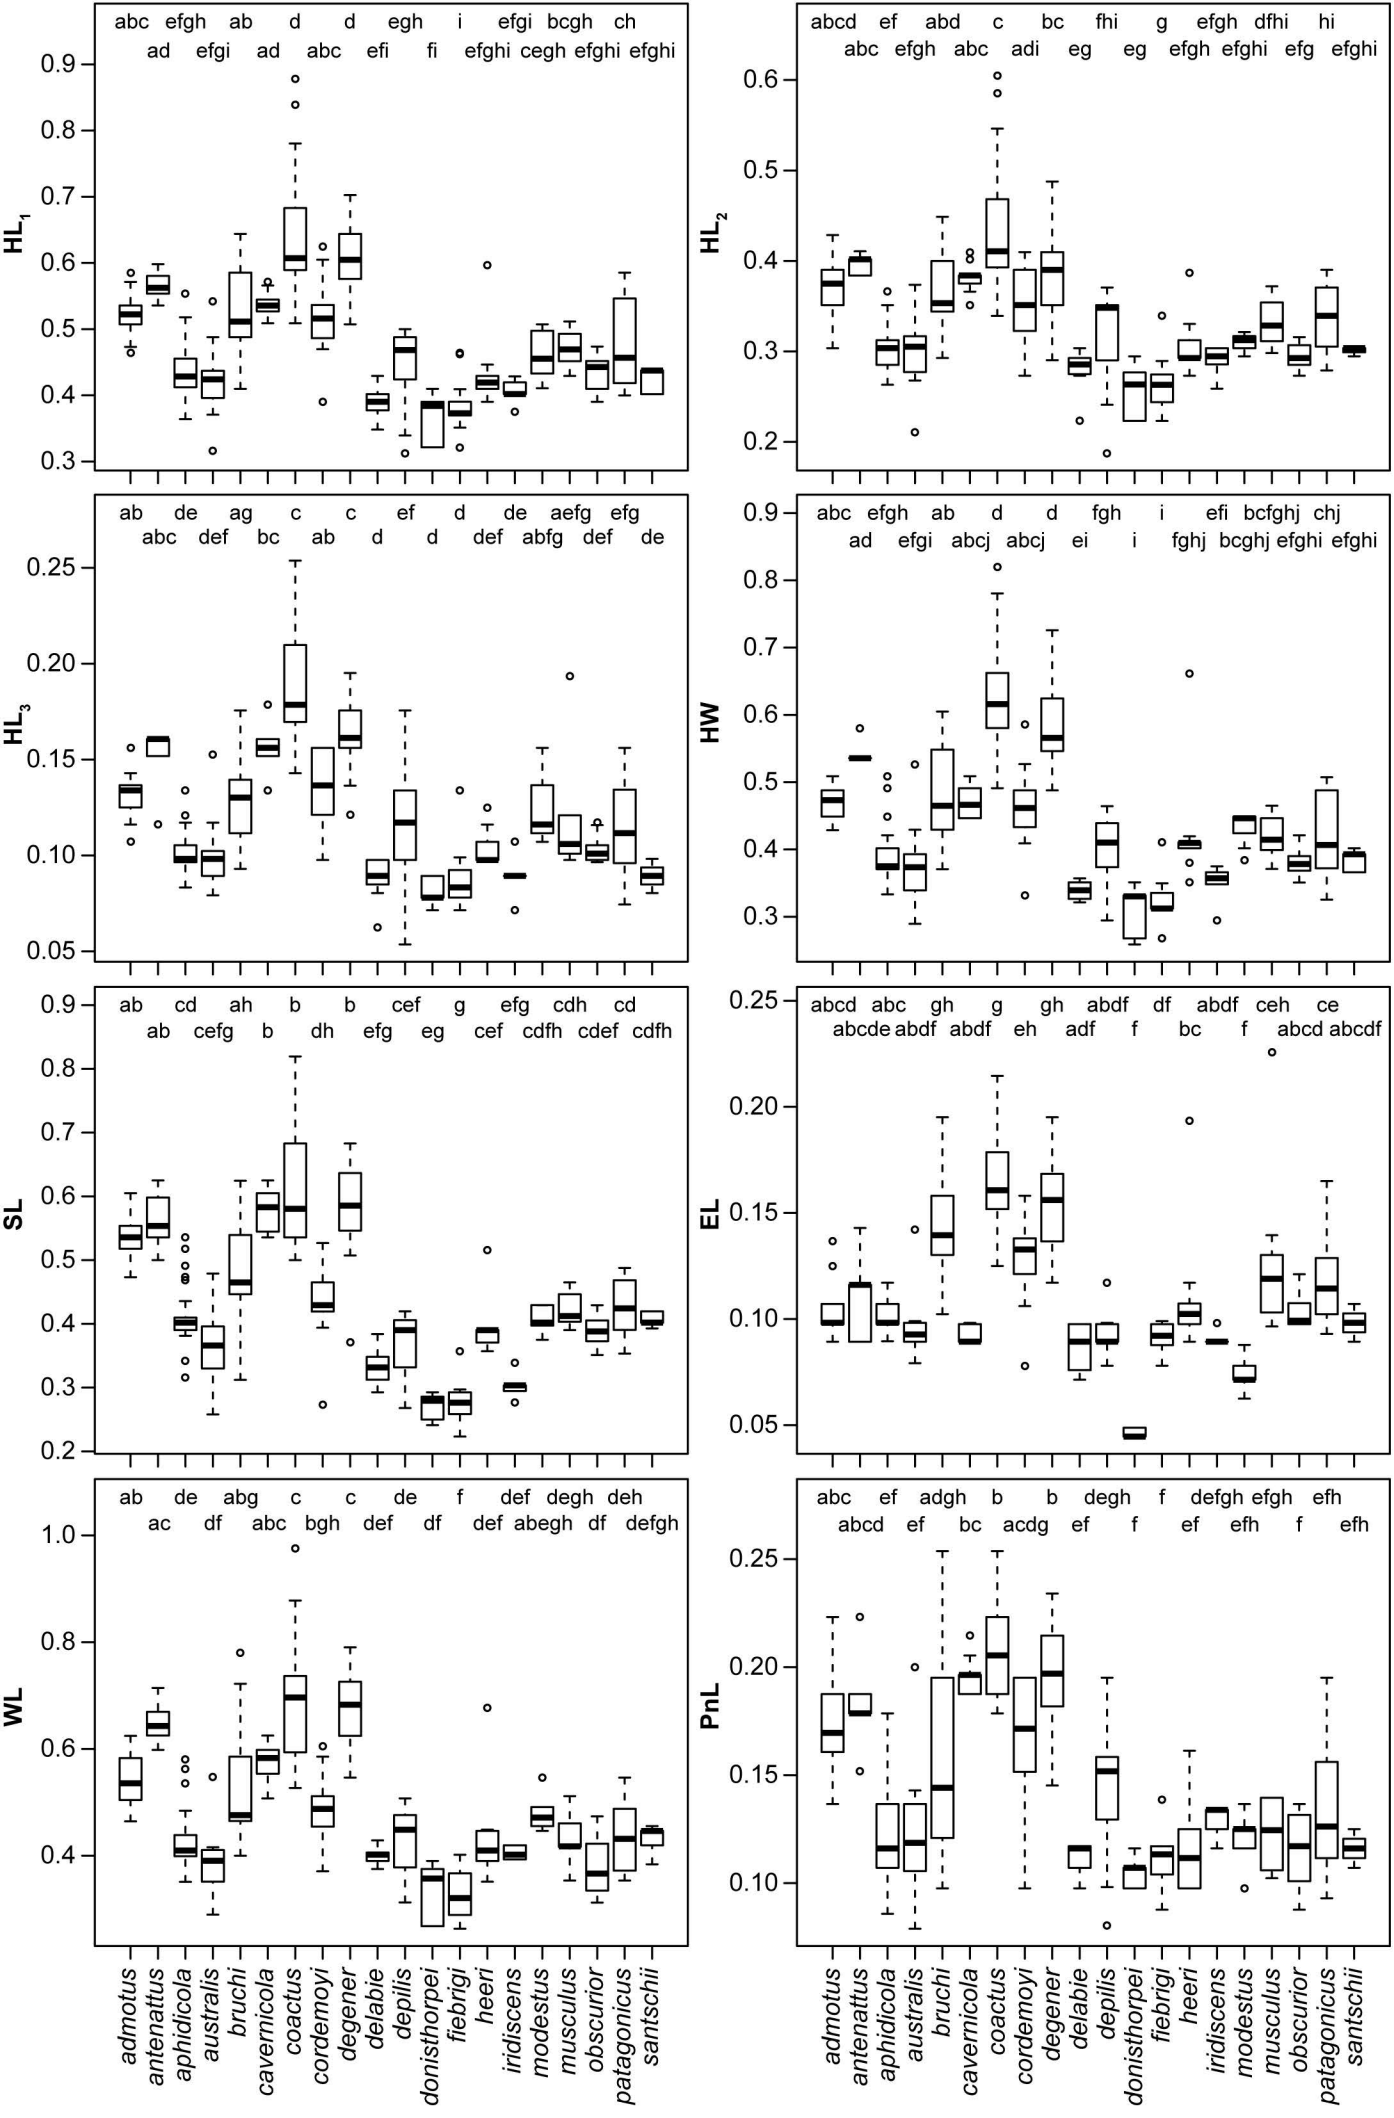 abc efgh ab d d egh i efgi bcgh ch
ad efgi ad abc efi fi efghi cegh efghi efghi
0.9
0.8
0.7
0.6
0.5
0.4
0.3
HL1
abcd ef abd c bc fhi g efgh dfhi hi
abc efgh abc adi eg eg efgh efghi efg efghi
0.6
0.5
0.4
0.3
0.2
HL2
ab de ag c c ef d de aefg efg
abc def bc ab d d def abfg def de
0.25
0.20
0.15
0.10
0.05
HL3
abc efgh ab d d fgh i efi bcfghj chj
ad efgi abcj abcj ei i fghj bcghj efghi efghi
0.9
0.8
0.7
0.6
0.5
0.4
0.3
HW
ab cd ah b b cef g efg cdh cd
ab cefg b dh efg eg cef cdfh cdef cdfh
0.9
0.8
0.7
0.6
0.5
0.4
0.3
0.2
SL
abcd abc gh g gh abdf df abdf ceh ce
abcde abdf abdf eh adf f bc f abcd abcdf
0.25
0.20
0.15
0.10
0.05
EL
ab de abg c c de f def degh deh
ac df abc bgh def df def abegh df defgh
1.0
0.8
0.6
0.4
WL
abc ef adgh b b degh f defgh efgh efh
abcd ef bc acdg ef f ef efh f efh
0.25
0.20
0.15
0.10
PnL
admotus
antenattus
aphidicola
australis
bruchi
cavernicola
coactus
cordemoyi
degener
delabie
depilis
donisthorpei
fiebrigi
heeri
iridiscens
modestus
musculus
obscurior
patagonicus
santschii
admotus
antenattus
aphidicola
australis
bruchi
cavernicola
coactus
cordemoyi
degener
delabie
depilis
donisthorpei
fiebrigi
heeri
iridiscens
modestus
musculus
obscurior
patagonicus
santschii